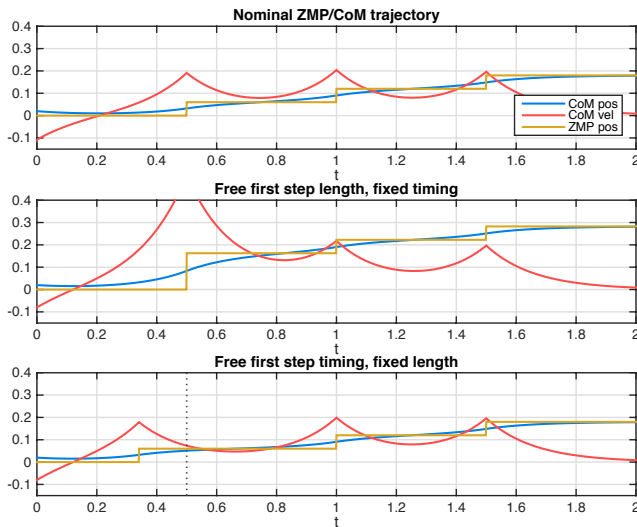 Nominal ZMP/CoM trajectory
0.4
0.3
0.2
0.1
0
-0.1
CoM pos
CoM vel
ZMP pos
0 0.2 0.4 0.6 0.8 1 1.2 1.4 1.6 1.8 2
t
Free first step length, fixed timing
0.4
0.3
0.2
0.1
0
-0.1
0 0.2 0.4 0.6 0.8 1 1.2 1.4 1.6 1.8 2
t
Free first step timing, fixed length
0.4
0.3
0.2
0.1
0
-0.1
0 0.2 0.4 0.6 0.8 1 1.2 1.4 1.6 1.8 2
t